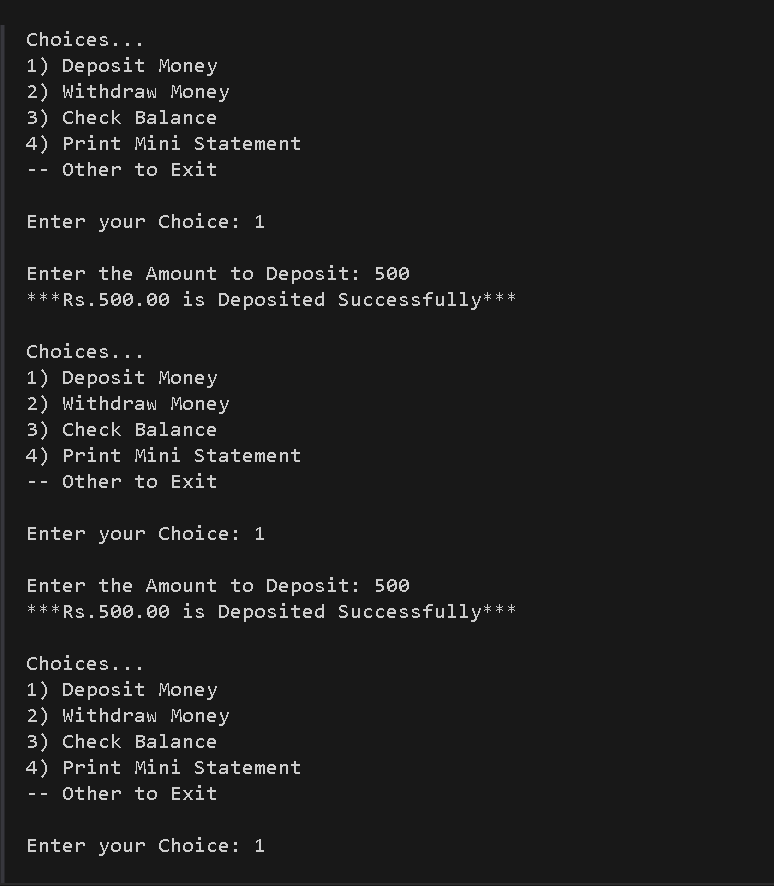 Choices...
1) Deposit Money
2) Withdraw Money
3) Check Balance
4) Print Mini Statement
-- Other to Exit
Enter your Choice: 1
Enter the Amount to Deposit: 500
***Rs.500.00 is Deposited Successfully***
Choices...
1) Deposit Money
2) Withdraw Money
3) Check Balance
4) Print Mini Statement
-- Other to Exit
Enter your Choice: 1
Enter the Amount to Deposit: 500
***Rs.500.00 is Deposited Successfully***
Choices...
1) Deposit Money
2) Withdraw Money
3) Check Balance
4) Print Mini Statement
-- Other to Exit
Enter your Choice: 1